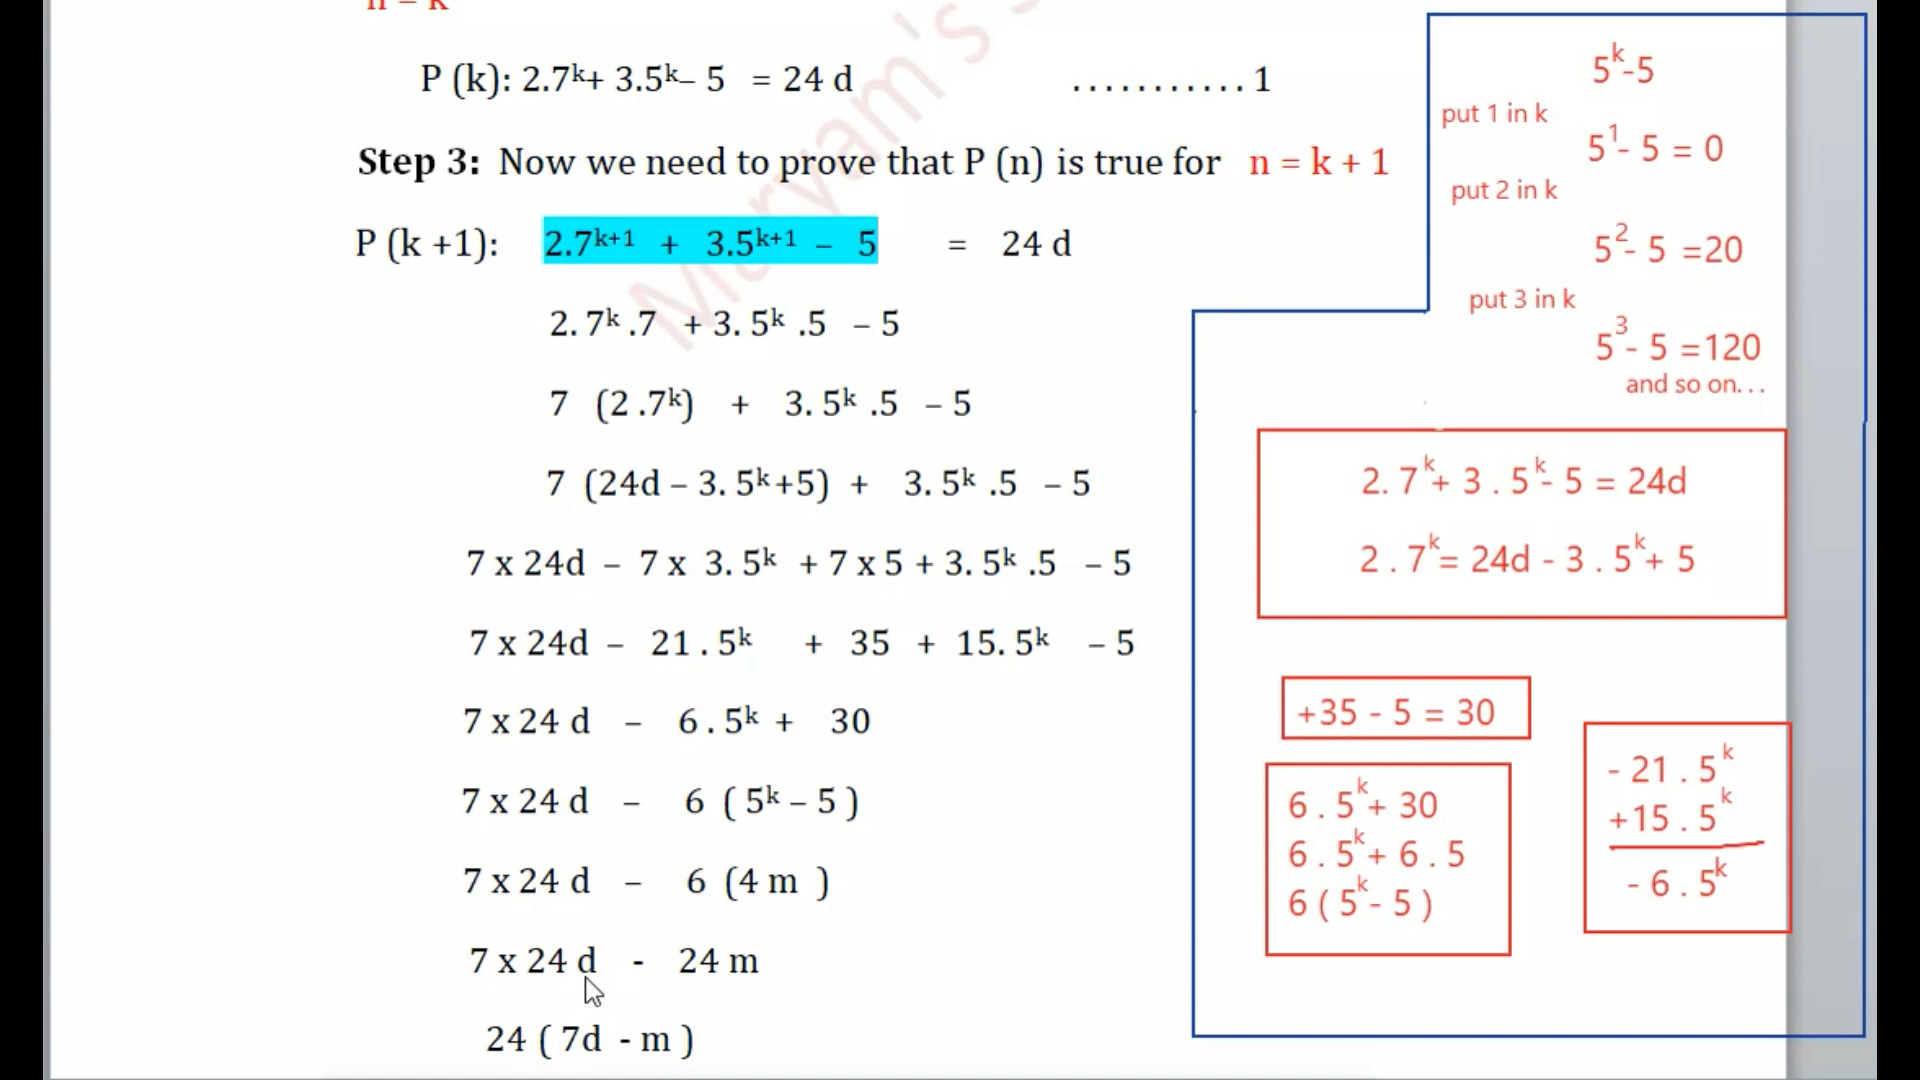 n = k
P (k): 2.7ᵏ+ 3.5ᵏ– 5 = 24 d ...........1
Step 3: Now we need to prove that P (n) is true for n = k + 1
P (k +1): 2.7ᵏ⁺¹ + 3.5ᵏ⁺¹ – 5 = 24 d
2. 7ᵏ .7 + 3. 5ᵏ .5 – 5
7 (2 .7ᵏ) + 3. 5ᵏ .5 – 5
7 (24d – 3. 5ᵏ+5) + 3. 5ᵏ .5 – 5
7 x 24d – 7 x 3. 5ᵏ + 7 x 5 + 3. 5ᵏ .5 – 5
7 x 24d – 21 . 5ᵏ + 35 + 15. 5ᵏ – 5
7 x 24 d – 6 . 5ᵏ + 30
7 x 24 d – 6 ( 5ᵏ – 5 )
7 x 24 d – 6 (4 m )
7 x 24 d - 24 m
24 ( 7d - m )
5ᵏ-5
put 1 in k
5¹- 5 = 0
put 2 in k
5²- 5 =20
put 3 in k
5³- 5 =120
and so on...
2. 7ᵏ+ 3 . 5ᵏ- 5 = 24d
2 . 7ᵏ= 24d - 3 . 5ᵏ+ 5
+35 - 5 = 30
6 . 5ᵏ+ 30
6 . 5ᵏ+ 6 . 5
6 ( 5ᵏ- 5 )
- 21 . 5ᵏ
+15 . 5ᵏ
- 6 . 5ᵏ
Maryam's